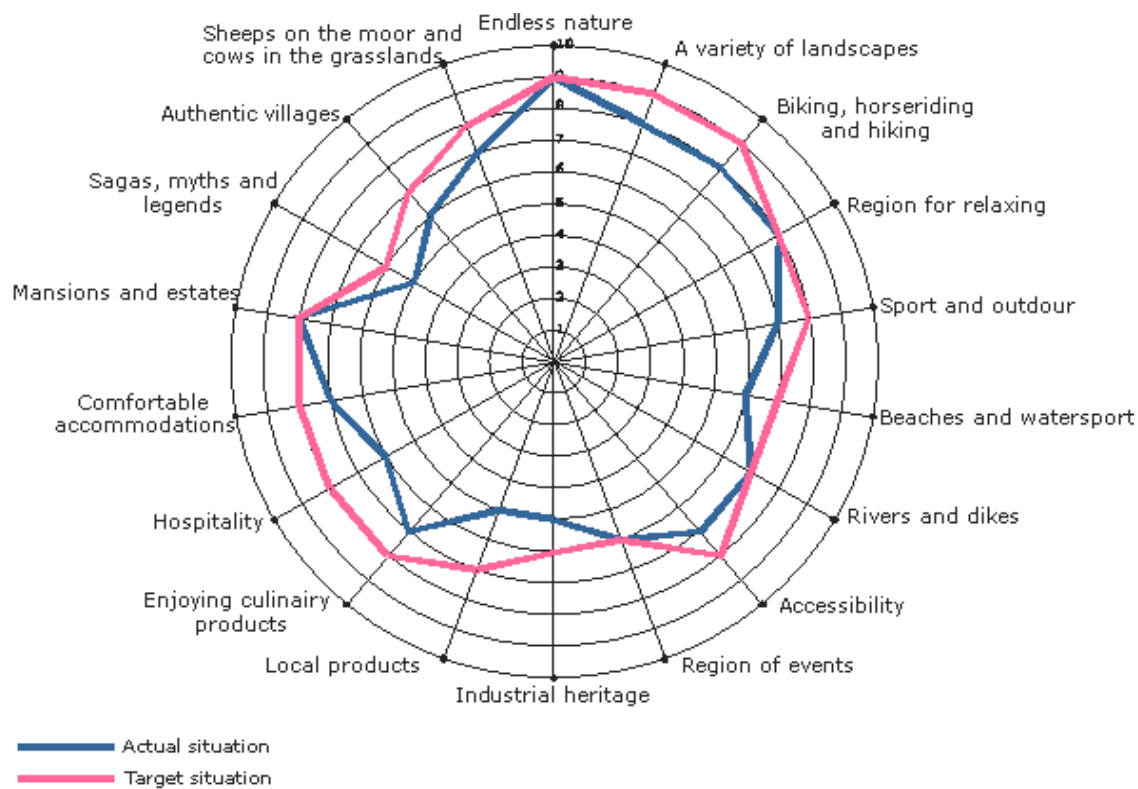 Endless nature
Sheeps on the moor and
cows in the grasslands
A variety of landscapes
Authentic villages
Biking, horseriding
and hiking
Sagas, myths and
legends
Region for relaxing
Mansions and estates
Sport and outdour
Comfortable
accommodations
Beaches and watersport
Hospitality
Rivers and dikes
Enjoying culinairy
products
Accessibility
Local products
Region of events
Industrial heritage
10
9
8
7
6
5
4
3
2
1
Actual situation
Target situation